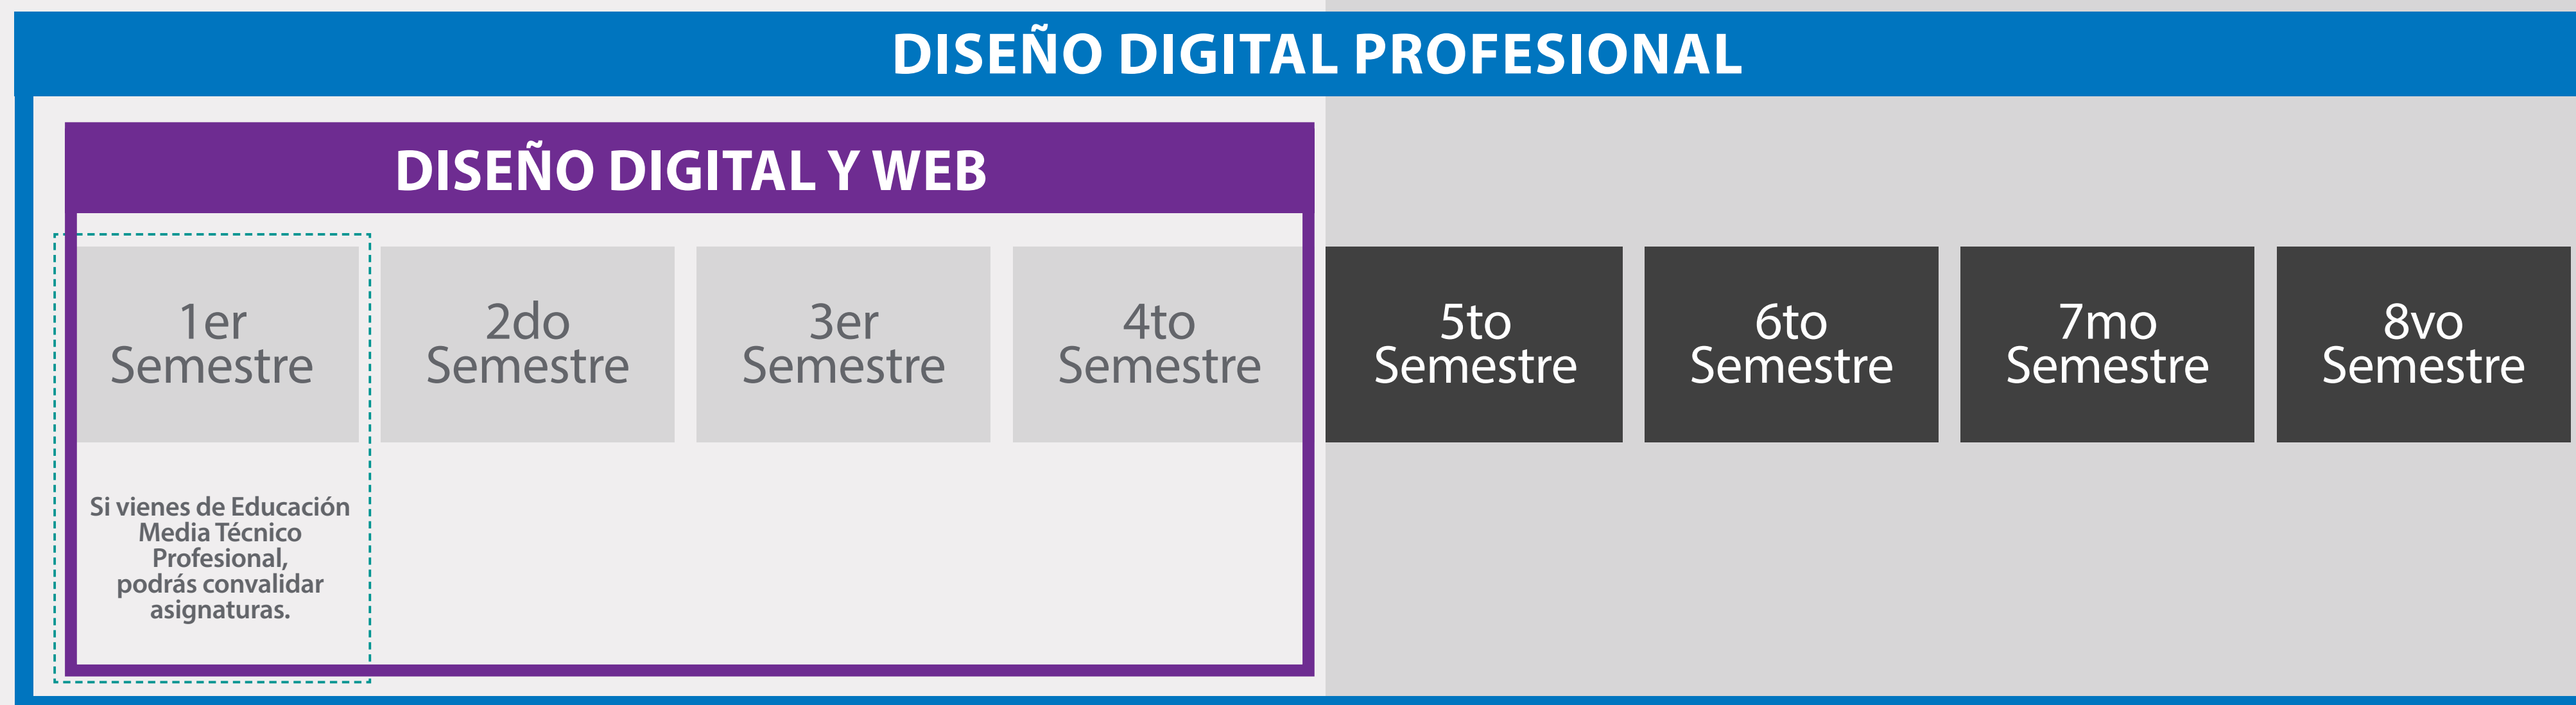 DISEÑO DIGITAL PROFESIONAL
DISEÑO DIGITAL Y WEB
1er
Semestre
2do
Semestre
3er
Semestre
4to
Semestre
5to
Semestre
6to
Semestre
7mo
Semestre
8vo
Semestre
Si vienes de Educación
Media Técnico
Profesional,
podrás convalidar
asignaturas.